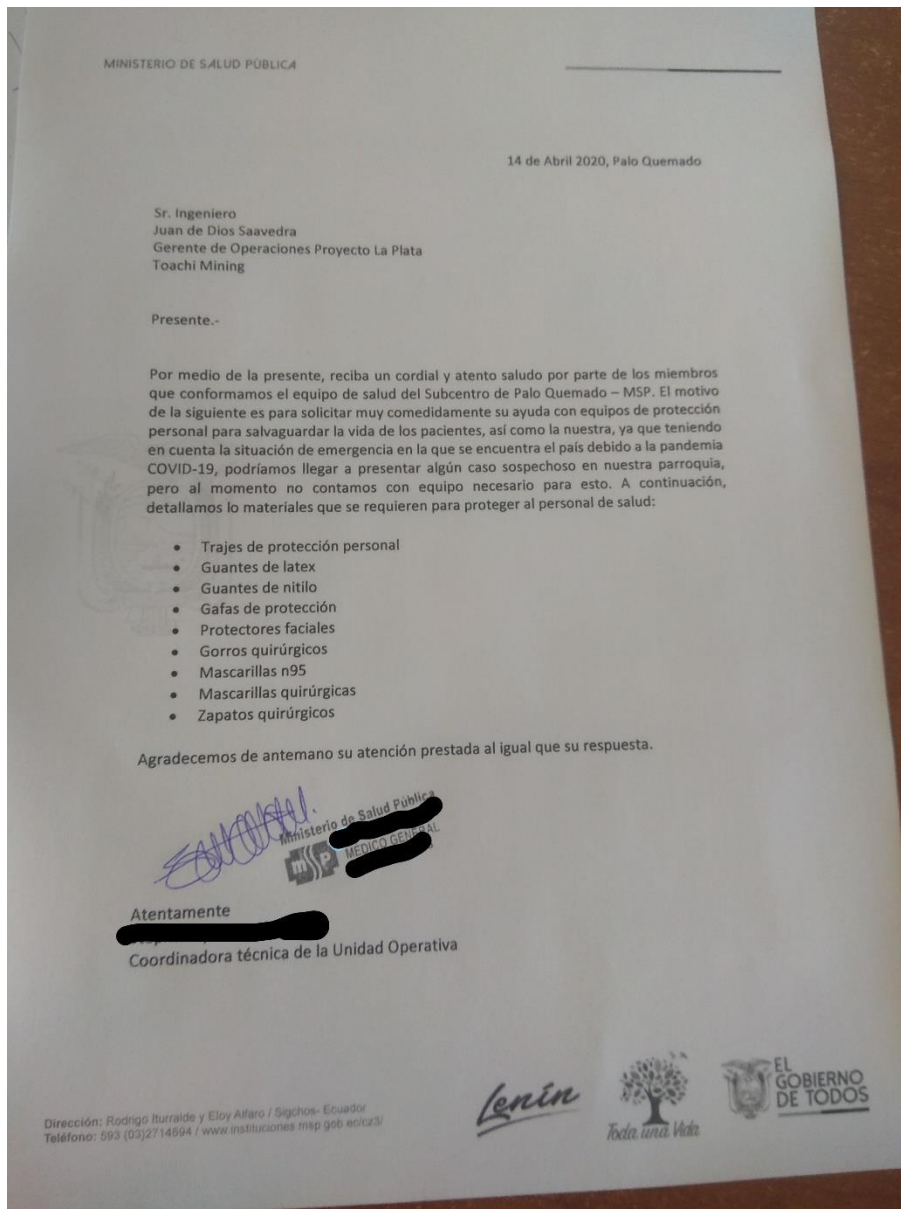 MINISTERIO DE SALUD PÚBLICA
14 de Abril 2020, Palo Quemado
Sr. Ingeniero
Juan de Dios Saavedra
Gerente de Operaciones Proyecto La Plata
Toachi Mining
Presente.-
Por medio de la presente, reciba un cordial y atento saludo por parte de los miembros
que conformamos el equipo de salud del Subcentro de Palo Quemado – MSP. El motivo
de la siguiente es para solicitar muy comedidamente su ayuda con equipos de protección
personal para salvaguardar la vida de los pacientes, así como la nuestra, ya que teniendo
en cuenta la situación de emergencia en la que se encuentra el país debido a la pandemia
COVID-19, podríamos llegar a presentar algún caso sospechoso en nuestra parroquia,
pero al momento no contamos con equipo necesario para esto. A continuación,
detallamos lo materiales que se requieren para proteger al personal de salud:
• Trajes de protección personal
• Guantes de latex
• Guantes de nitilo
• Gafas de protección
• Protectores faciales
• Gorros quirúrgicos
• Mascarillas n95
• Mascarillas quirúrgicas
• Zapatos quirúrgicos
Agradecemos de antemano su atención prestada al igual que su respuesta.
Ministerio de Salud Pública
msp MEDICO GENERAL
Atentamente
Coordinadora técnica de la Unidad Operativa
Dirección: Rodrigo Iturralde y Eloy Alfaro / Sigchos- Ecuador
Teléfono: 593 (03)2714694 / www.instituciones.msp.gob.ec/cz3/
Lenín
Toda una Vida
EL
GOBIERNO
DE TODOS